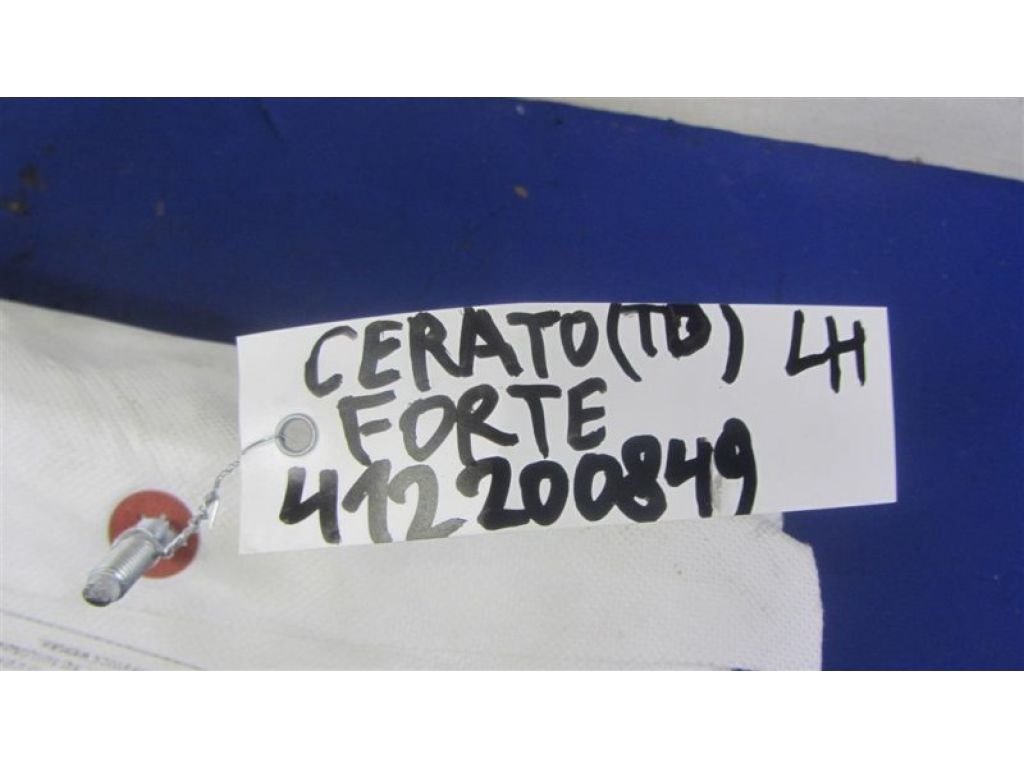 CERATO(TD) LH
FORTE
412200849